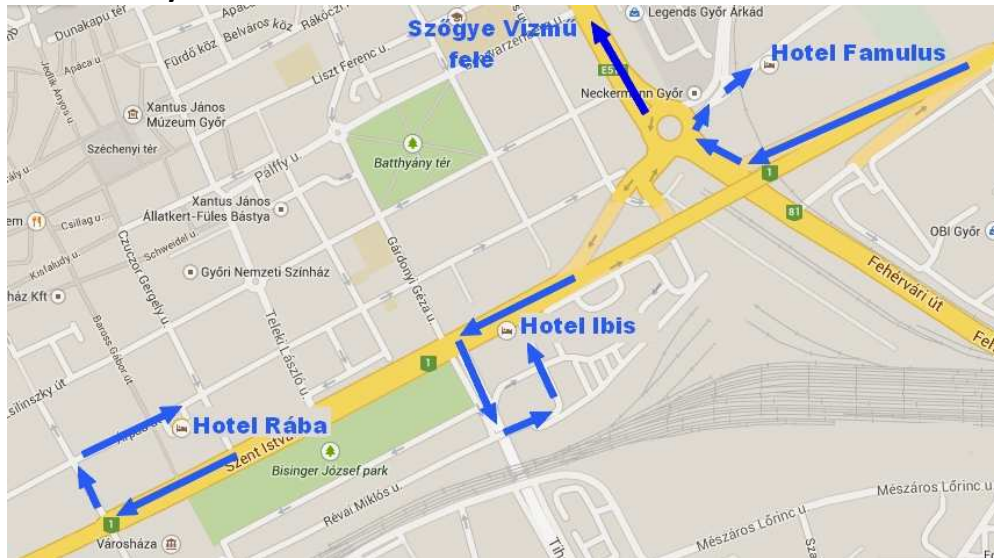 Dunakapu tér
Apáca
Rákóczi
Legends Győr Árkád
Szőgye Vízmű
felé
Fürdő köz
Belváros köz
Liszt Ferenc u.
Apáca u.
Jedlik Ányos u.
Hotel Famulus
Neckermann Győr
Xantus János
Múzeum Győr
Széchenyi tér
Pálffy u.
Batthyány tér
1
Xantus János
Állatkert-Füles Bástya
Csillag u.
81
OBI Győr
Schweidel u.
Kisfaludy u.
Czuczor Gergely u.
Győri Nemzeti Színház
Gárdonyi Géza u.
Fehérvári út
ház Kft
Teleki László u.
Baross Gábor út
Hotel Ibis
1
Hotel Rába
Bisinger József park
Révai Miklós u.
1
Városháza
Mészáros Lőrinc u
Mészáros Lőrinc u